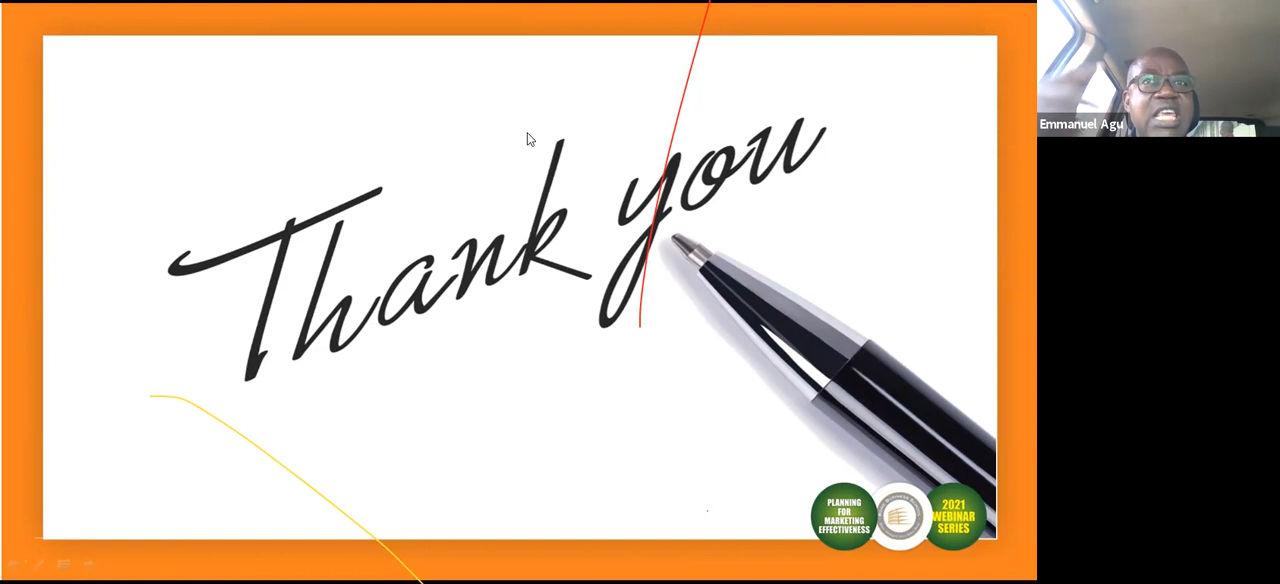 Thank you
Emmanuel Agu
PLANNING
FOR
MARKETING
EFFECTIVENESS
2021
WEBINAR
SERIES